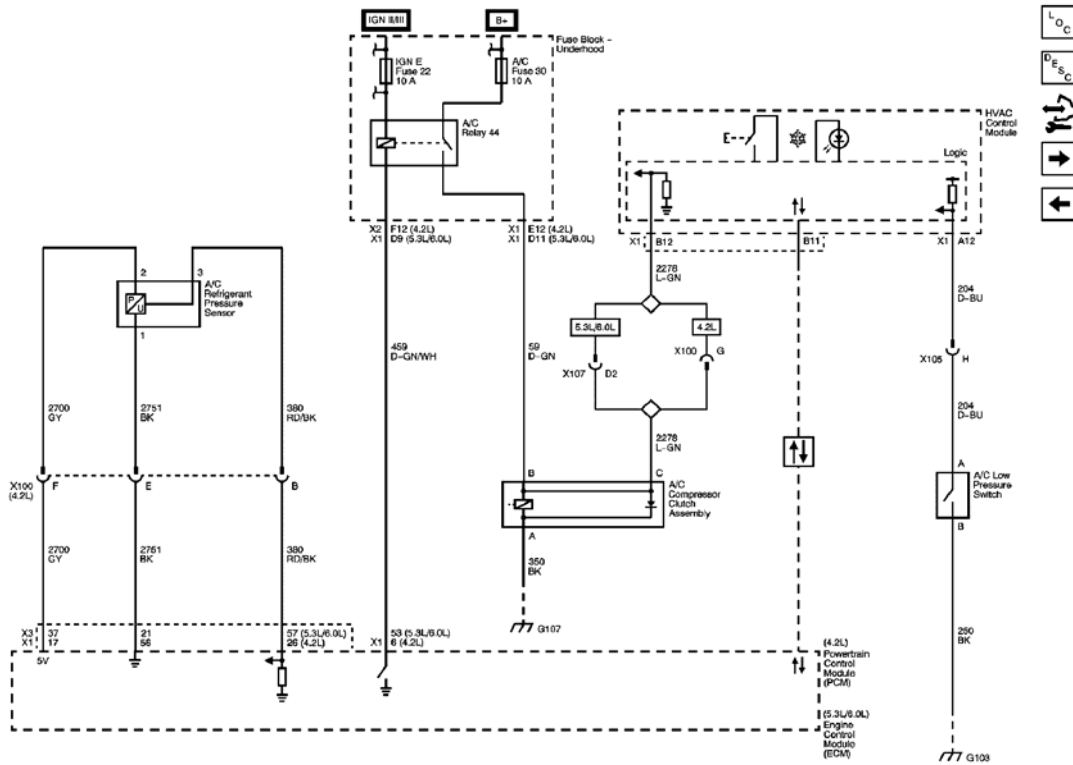 IGN II/III
B+
LOC
Fuse Block -
Underhood
IGN E
Fuse 22
10 A
A/C
Fuse 30
10 A
DESC
HVAC
Control
Module
A/C
Relay 44
Logic
X2 F12 (4.2L)
X1 D9 (5.3L/6.0L)
X1 E12 (4.2L)
X1 D11 (5.3L/6.0L)
X1 B12
B11
X1 A12
2 3
A/C
Refrigerant
Pressure
Sensor
P
U
1
2278
L-GN
204
D-BU
5.3L/6.0L
4.2L
459
D-GN/WH
59
D-GN
X100 G
X107 D2
X105 H
2700
GY
2751
BK
380
RD/BK
204
D-BU
2278
L-GN
X100
(4.2L)
F E B
B C
A/C
Compressor
Clutch
Assembly
A
A
A/C Low
Pressure
Switch
B
2700
GY
2751
BK
380
RD/BK
350
BK
G107
250
BK
X3 37 21 57 (5.3L/6.0L)
X1 17 56 26 (4.2L)
53 (5.3L/6.0L)
X1 6 (4.2L)
5V
(4.2L)
Powertrain
Control
Module
(PCM)
(5.3L/6.0L)
Engine
Control
Module
(ECM)
G103